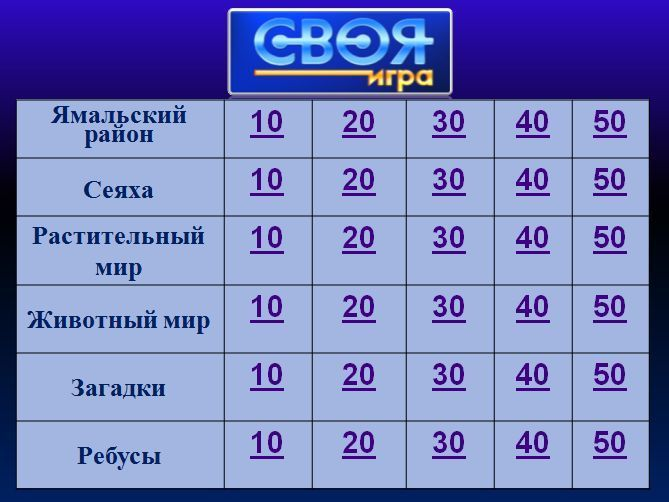 СВОЯ
игра
Ямальский
район 10 20 30 40 50
Сеяха 10 20 30 40 50
Растительный
мир 10 20 30 40 50
Животный мир 10 20 30 40 50
Загадки 10 20 30 40 50
Ребусы 10 20 30 40 50